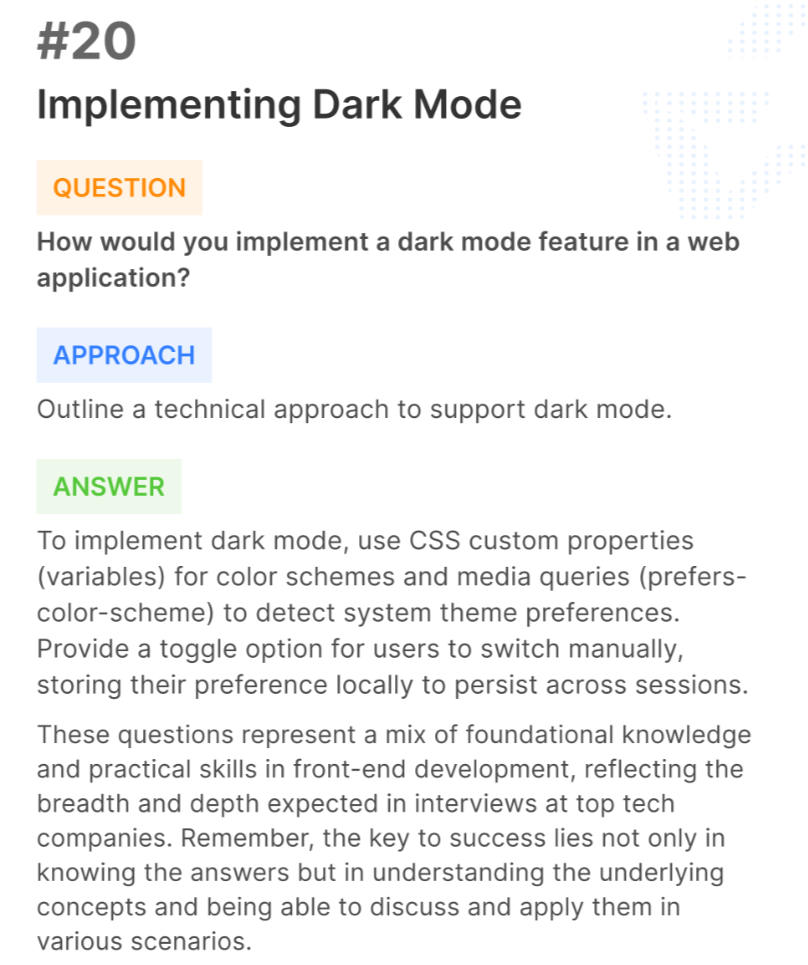 #20
Implementing Dark Mode
QUESTION
How would you implement a dark mode feature in a web
application?
APPROACH
Outline a technical approach to support dark mode.
ANSWER
To implement dark mode, use CSS custom properties
(variables) for color schemes and media queries (prefers-
color-scheme) to detect system theme preferences.
Provide a toggle option for users to switch manually,
storing their preference locally to persist across sessions.
These questions represent a mix of foundational knowledge
and practical skills in front-end development, reflecting the
breadth and depth expected in interviews at top tech
companies. Remember, the key to success lies not only in
knowing the answers but in understanding the underlying
concepts and being able to discuss and apply them in
various scenarios.